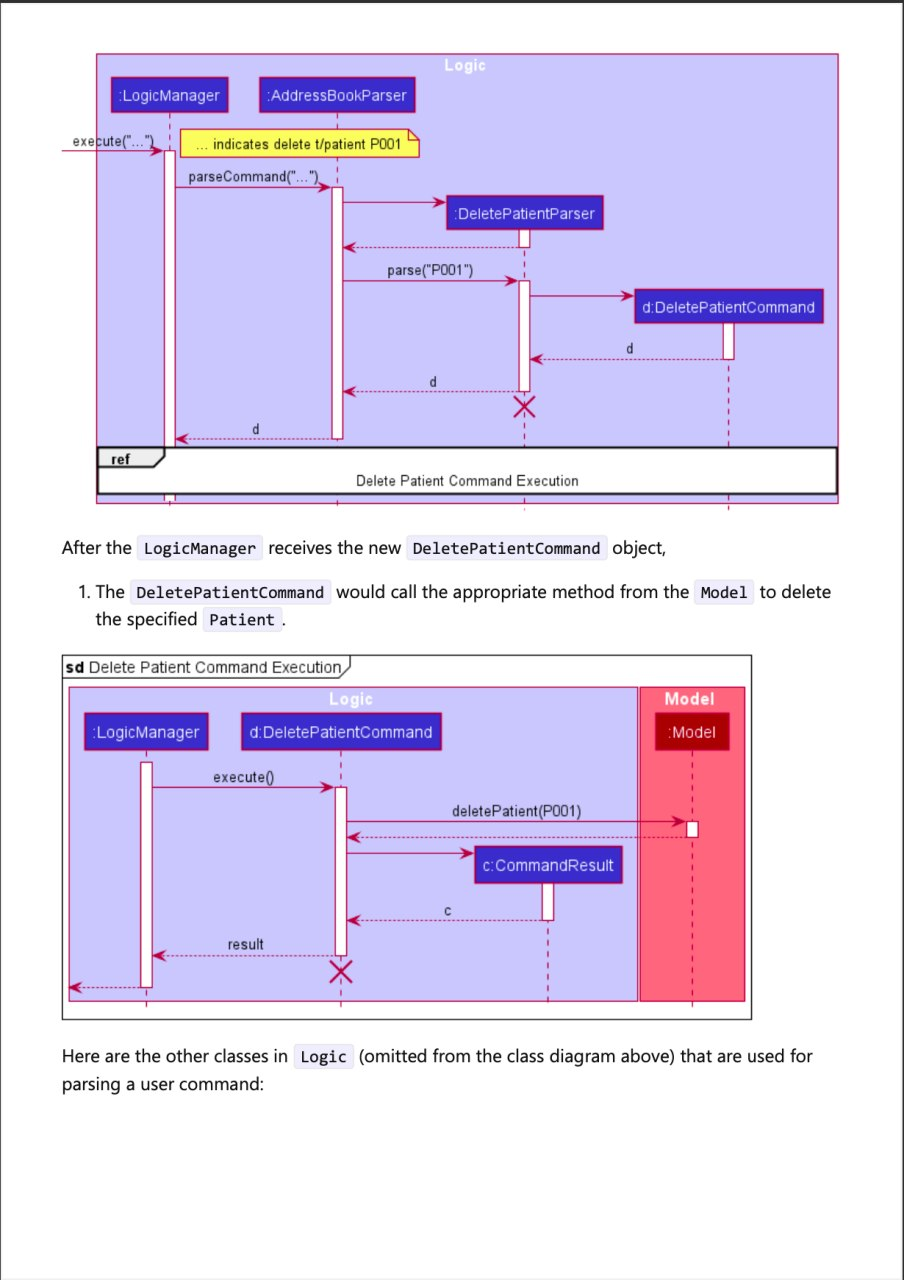 Logic
:LogicManager
:AddressBookParser
execute("...")
... indicates delete t/patient P001
parseCommand("...")
:DeletePatientParser
parse("P001")
d:DeletePatientCommand
d
d
d
ref
Delete Patient Command Execution
After the LogicManager receives the new DeletePatientCommand object,
1. The DeletePatientCommand would call the appropriate method from the Model to delete
the specified Patient.
sd Delete Patient Command Execution
Logic
Model
:LogicManager
d:DeletePatientCommand
:Model
execute()
deletePatient(P001)
c:CommandResult
c
result
Here are the other classes in Logic (omitted from the class diagram above) that are used for
parsing a user command: